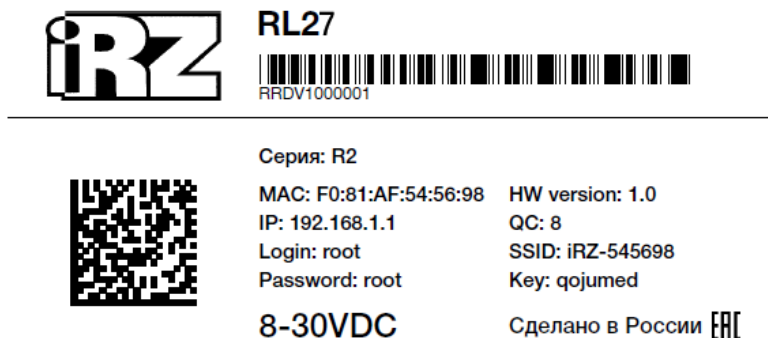 iRZ
RL27
RRDV1000001
Серия: R2
MAC: F0:81:AF:54:56:98
HW version: 1.0
IP: 192.168.1.1
QC: 8
Login: root
SSID: iRZ-545698
Password: root
Key: qojumed
8-30VDC
Сделано в России EAC